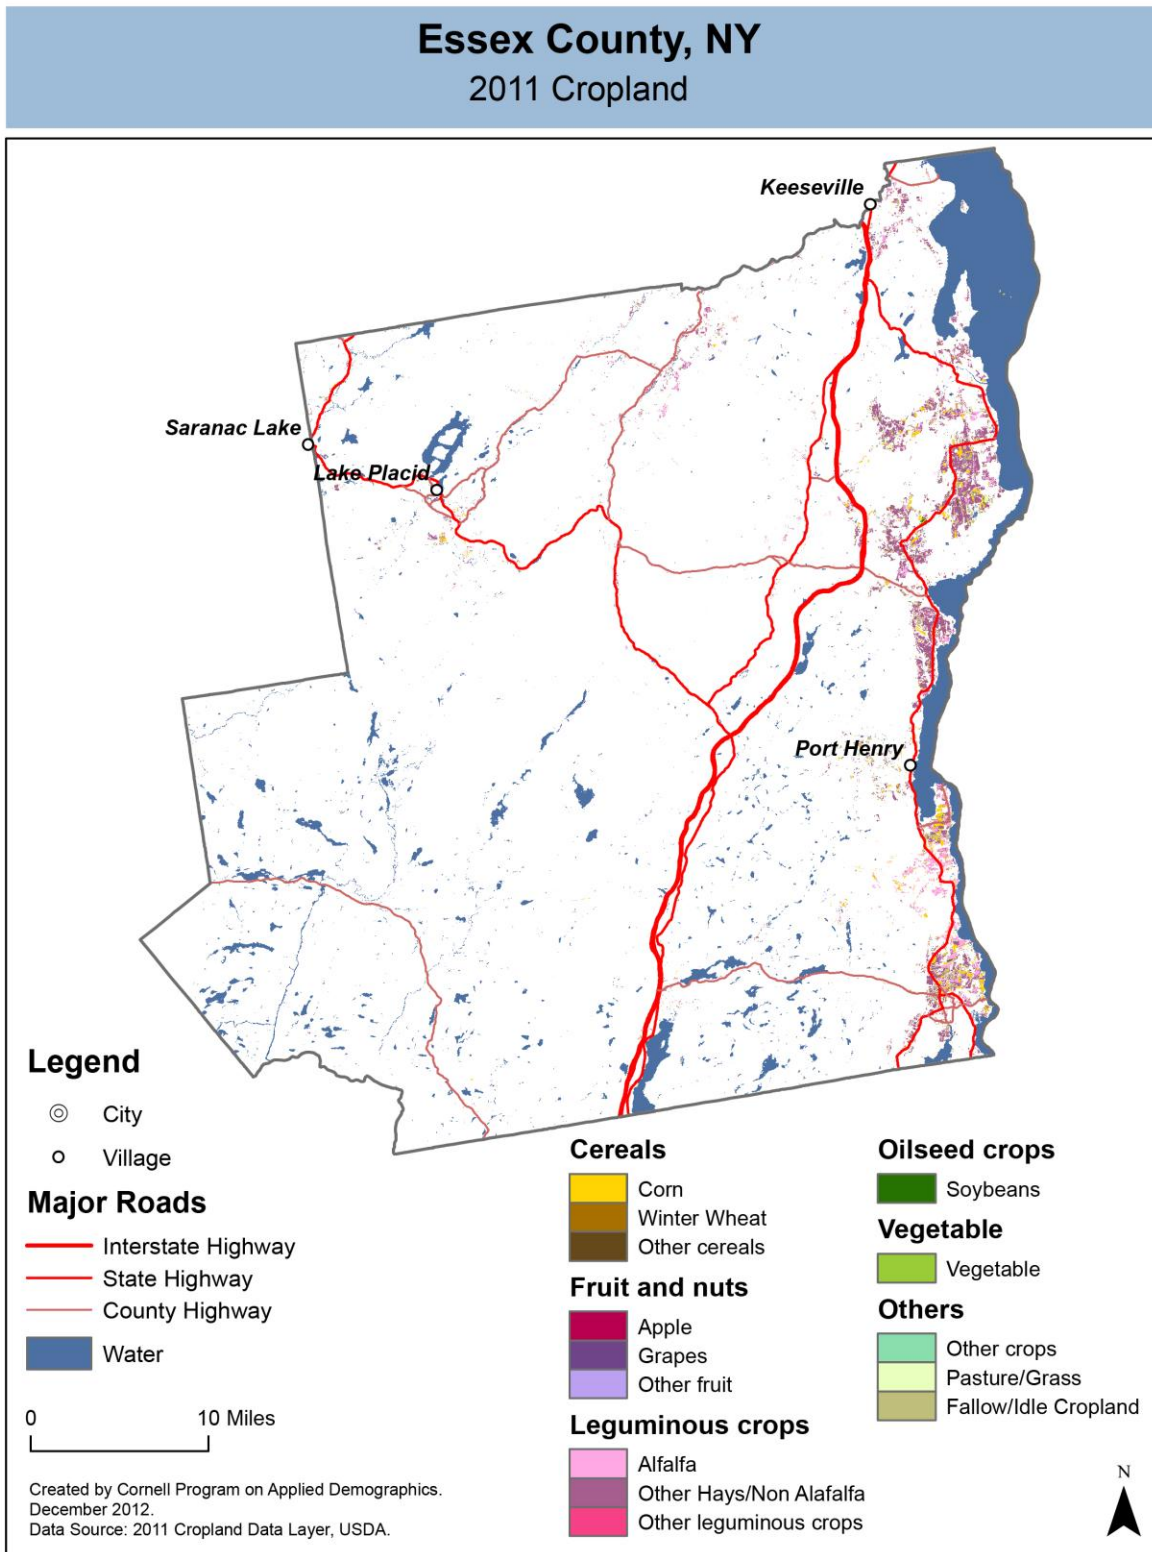 Essex County, NY
2011 Cropland
Keeseville
Saranac Lake
Lake Placid
Port Henry
Legend
City
Village
Major Roads
Interstate Highway
State Highway
County Highway
Water
0 10 Miles
Created by Cornell Program on Applied Demographics.
December 2012.
Data Source: 2011 Cropland Data Layer, USDA.
Cereals
Corn
Winter Wheat
Other cereals
Fruit and nuts
Apple
Grapes
Other fruit
Leguminous crops
Alfalfa
Other Hays/Non Alafalfa
Other leguminous crops
Oilseed crops
Soybeans
Vegetable
Vegetable
Others
Other crops
Pasture/Grass
Fallow/Idle Cropland
N